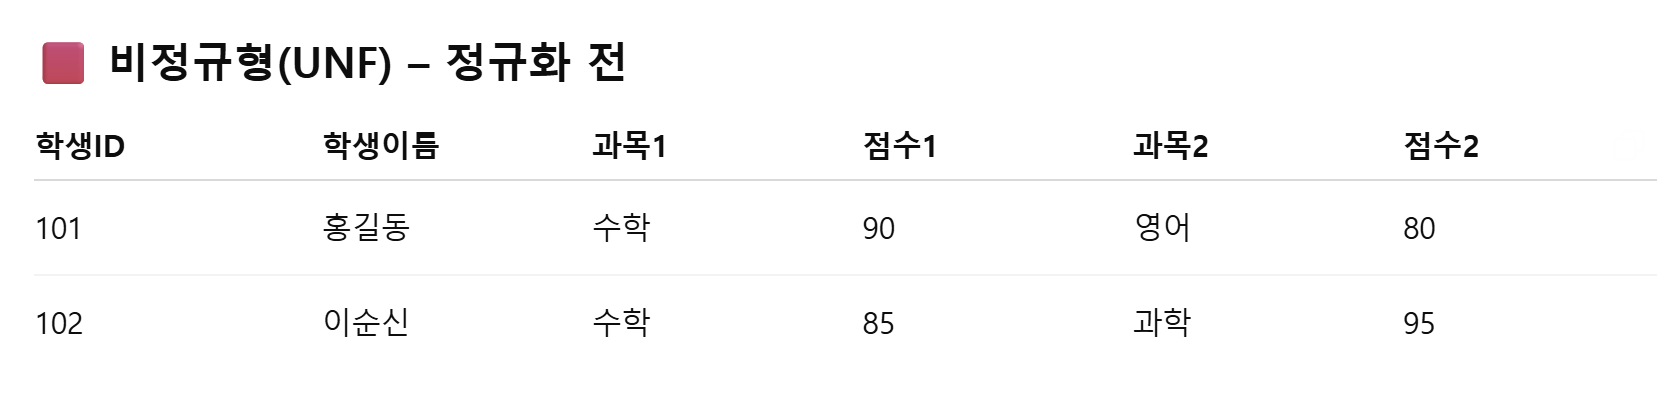 비정규형(UNF) – 정규화 전
학생ID 학생이틈 과목1 점수1 과목2 점수2
101 홍길동 수학 90 영어 80
102 이순신 수학 85 과학 95